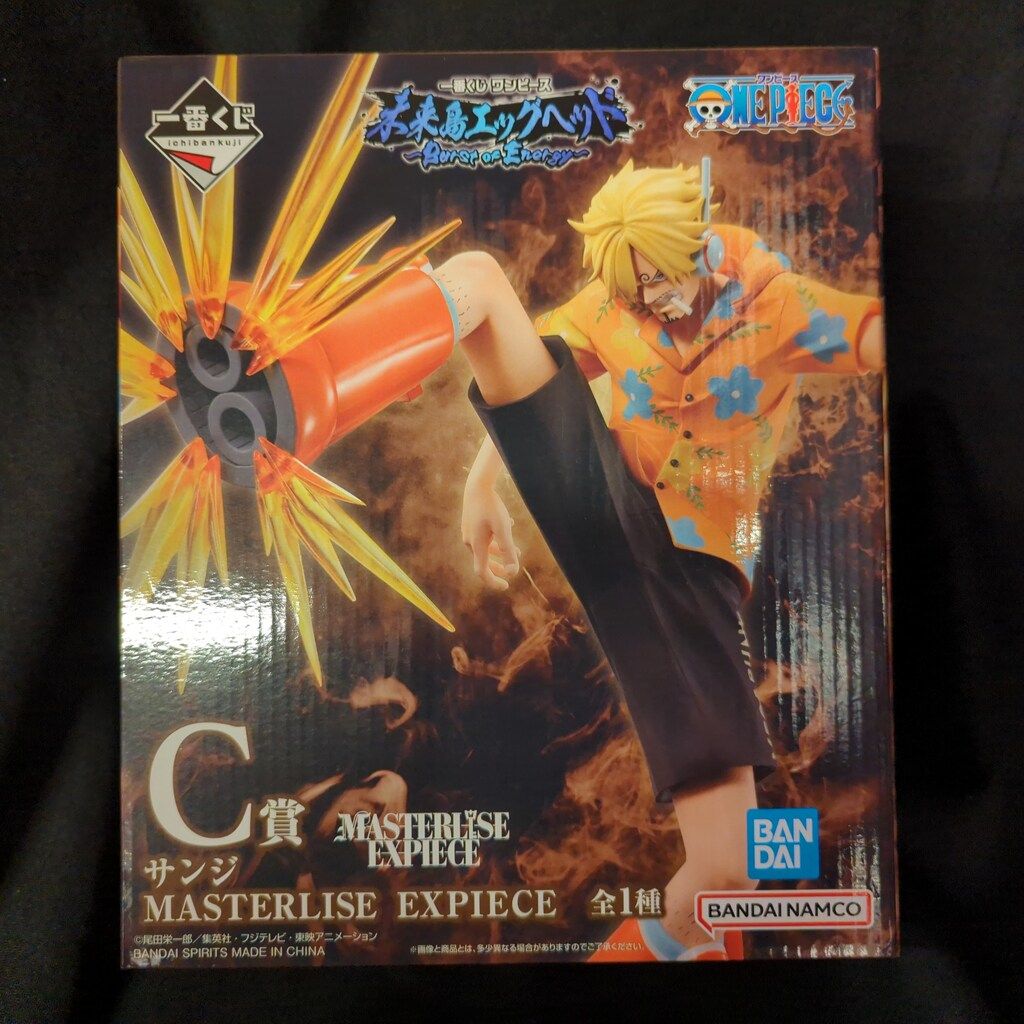 一番くじ
ichibankuji
一番くじ ワンピース
未来島エッグヘッド
~Burst of Energy~
ワンピース
ONE PIECE
C賞
サンジ
MASTERLISE
EXPIECE
MASTERLISE EXPIECE 全1種
BAN
DAI
BANDAI NAMCO
©尾田栄一郎/集英社・フジテレビ・東映アニメーション
BANDAI SPIRITS MADE IN CHINA
※画像と商品とは、多少異なる場合がありますのでご了承ください。